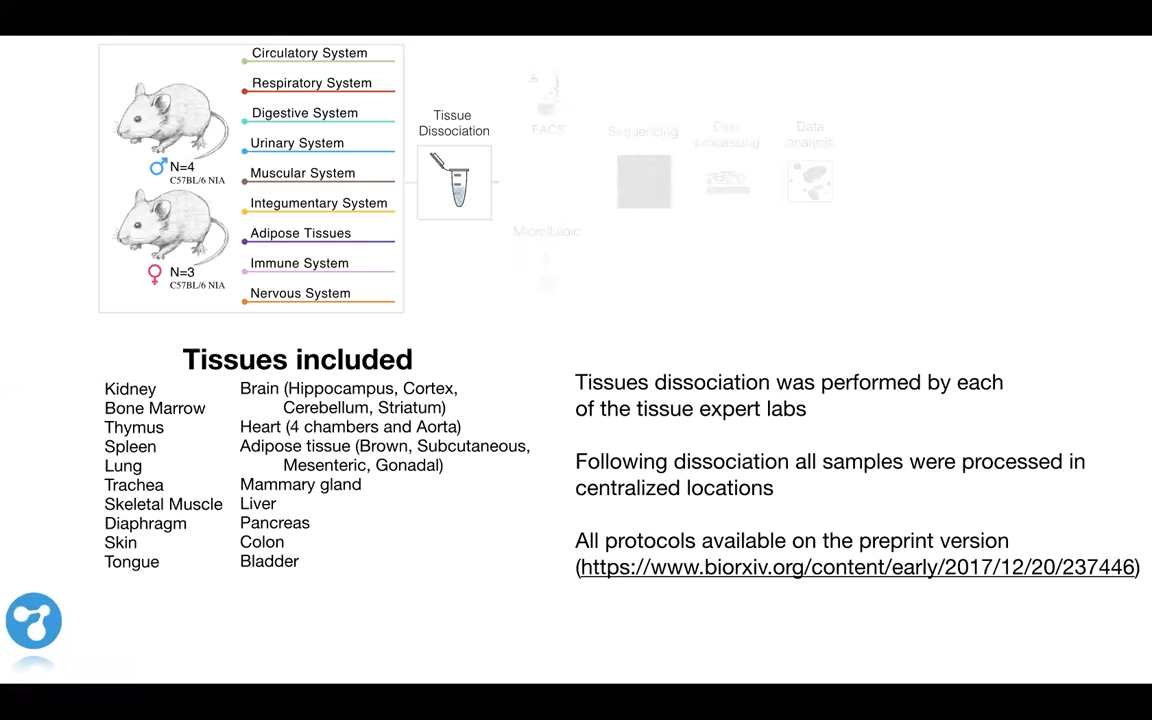 Circulatory System
Respiratory System
Digestive System
Urinary System
Muscular System
Integumentary System
Adipose Tissues
Immune System
Nervous System
N=4
C57BL/6 NIA
N=3
C57BL/6 NIA
Tissue
Dissociation
FACS
Microfluidic
Sequencing
Data
processing
Data
analysis
Tissues included
Kidney
Bone Marrow
Thymus
Spleen
Lung
Trachea
Skeletal Muscle
Diaphragm
Skin
Tongue
Brain (Hippocampus, Cortex,
Cerebellum, Striatum)
Heart (4 chambers and Aorta)
Adipose tissue (Brown, Subcutaneous,
Mesenteric, Gonadal)
Mammary gland
Liver
Pancreas
Colon
Bladder
Tissues dissociation was performed by each
of the tissue expert labs
Following dissociation all samples were processed in
centralized locations
All protocols available on the preprint version
(https://www.biorxiv.org/content/early/2017/12/20/237446)